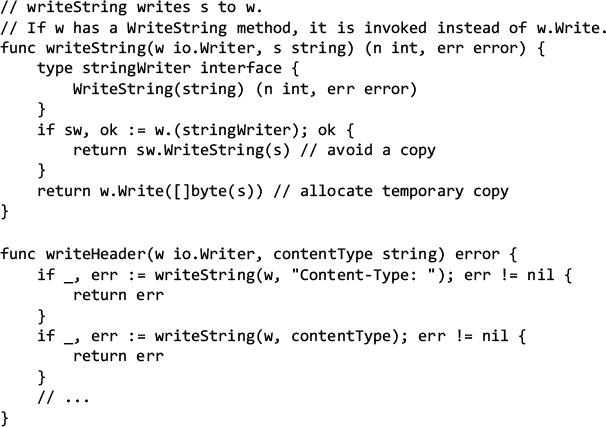 // writeString writes s to w.
// If w has a WriteString method, it is invoked instead of w.Write.
func writeString(w io.Writer, s string) (n int, err error) {
    type stringWriter interface {
        WriteString(string) (n int, err error)
    }
    if sw, ok := w.(stringWriter); ok {
        return sw.WriteString(s) // avoid a copy
    }
    return w.Write([]byte(s)) // allocate temporary copy
}

func writeHeader(w io.Writer, contentType string) error {
    if _, err := writeString(w, "Content-Type: "); err != nil {
        return err
    }
    if _, err := writeString(w, contentType); err != nil {
        return err
    }
    // ...
}